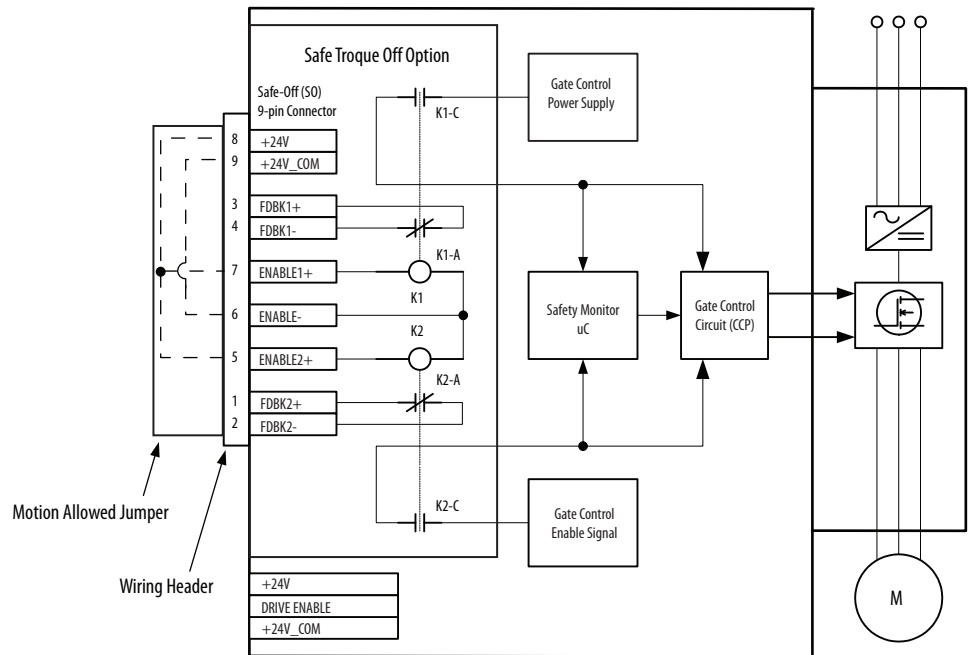 Safe Troque Off Option
Safe-Off (SO)
9-pin Connector
8 +24V
9 +24V_COM
3 FDBK1+
4 FDBK1-
7 ENABLE1+
6 ENABLE-
5 ENABLE2+
1 FDBK2+
2 FDBK2-
K1-C
K1-A
K1
K2
K2-A
K2-C
Gate Control
Power Supply
Safety Monitor
uC
Gate Control
Circuit (CCP)
Gate Control
Enable Signal
Motion Allowed Jumper
Wiring Header
+24V
DRIVE ENABLE
+24V_COM
M